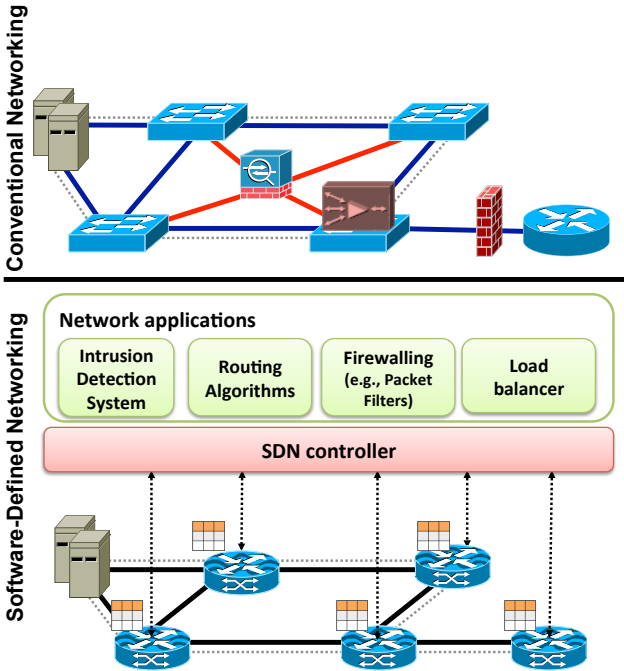 Conventional Networking
Software-Defined Networking
Network applications
Intrusion
Detection
System
Routing
Algorithms
Firewalling
(e.g., Packet
Filters)
Load
balancer
SDN controller